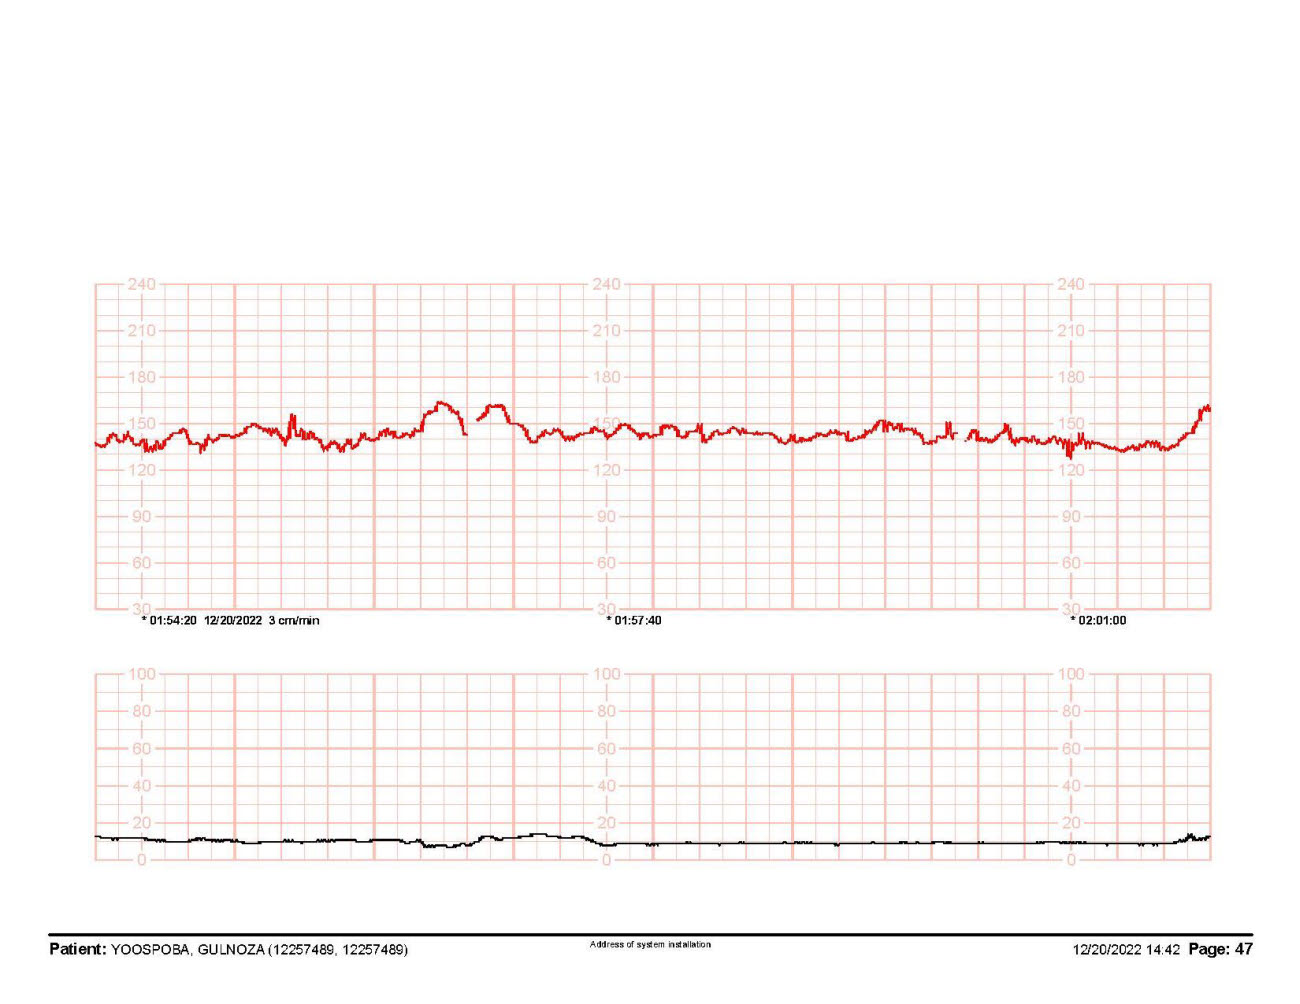 240 240 240
210 210 210
180 180 180
150 150 150
120 120 120
90 90 90
60 60 60
30 30 30
* 01:54:20 12/20/2022 3 cm/min * 01:57:40 * 02:01:00
100 100 100
80 80 80
60 60 60
40 40 40
20 20 20
0 0 0
Patient: YOOSPOBA, GULNOZA (12257489, 12257489) Address of system installation 12/20/2022 14:42 Page: 47